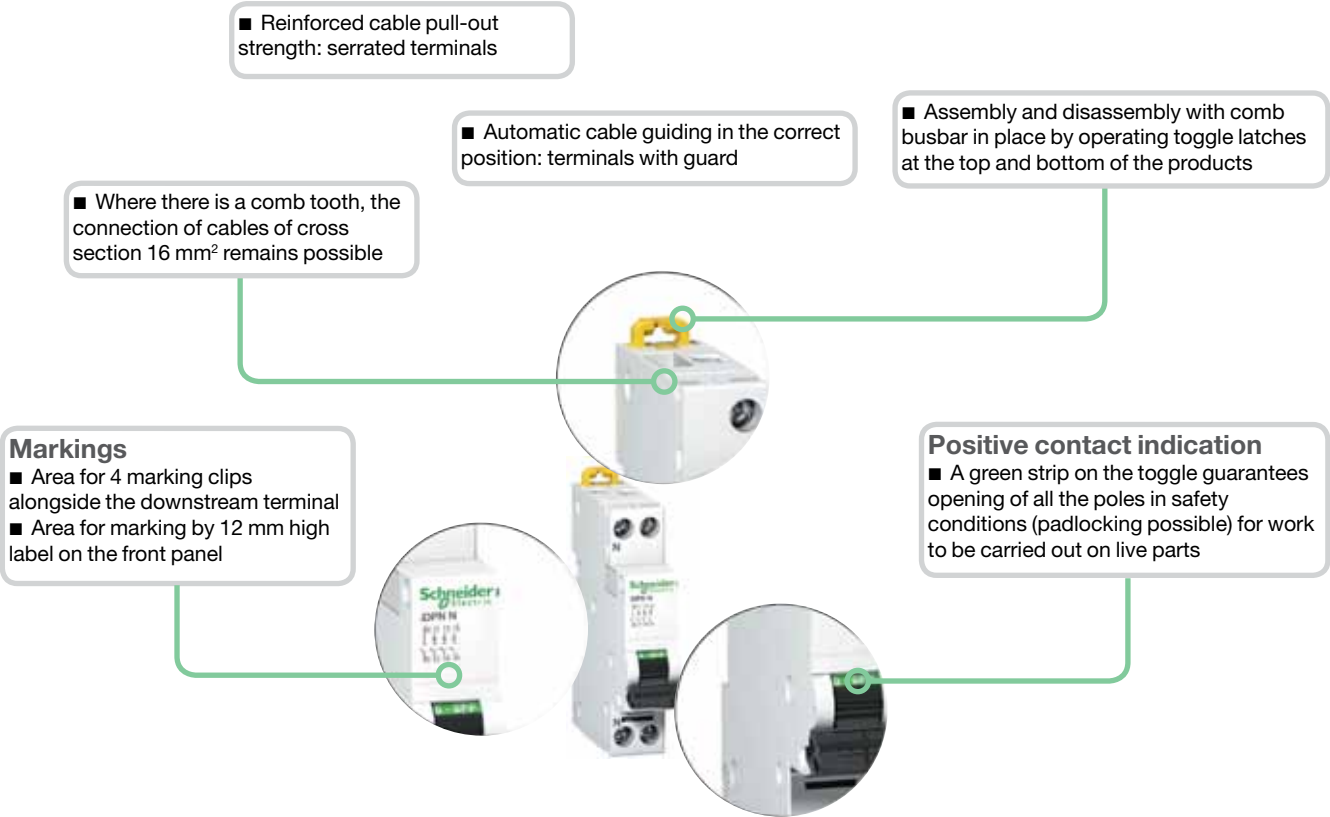 ■ Reinforced cable pull-out
strength: serrated terminals
■ Automatic cable guiding in the correct
position: terminals with guard
■ Assembly and disassembly with comb
busbar in place by operating toggle latches
at the top and bottom of the products
■ Where there is a comb tooth, the
connection of cables of cross
section 16 mm² remains possible
Markings
■ Area for 4 marking clips
alongside the downstream terminal
■ Area for marking by 12 mm high
label on the front panel
Positive contact indication
■ A green strip on the toggle guarantees
opening of all the poles in safety
conditions (padlocking possible) for work
to be carried out on live parts
Schneider
Electric
iDPN N
N
Schneider
iDPN N
N